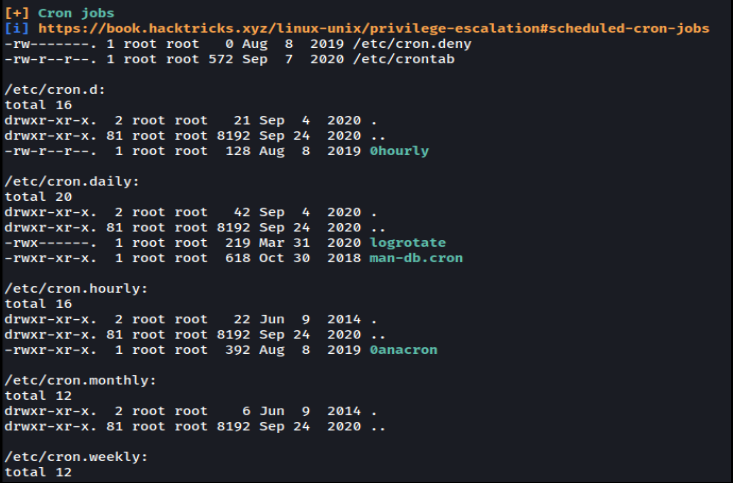 [+] Cron jobs
[i] https://book.hacktricks.xyz/linux-unix/privilege-escalation#scheduled-cron-jobs
-rw-------. 1 root root   0 Aug  8  2019 /etc/cron.deny
-rw-r--r--. 1 root root 572 Sep  7  2020 /etc/crontab

/etc/cron.d:
total 16
drwxr-xr-x.  2 root root   21 Sep  4  2020 .
drwxr-xr-x. 81 root root 8192 Sep 24  2020 ..
-rw-r--r--.  1 root root  128 Aug  8  2019 0hourly

/etc/cron.daily:
total 20
drwxr-xr-x.  2 root root   42 Sep  4  2020 .
drwxr-xr-x. 81 root root 8192 Sep 24  2020 ..
-rwx------.  1 root root  219 Mar 31  2020 logrotate
-rwxr-xr-x.  1 root root  618 Oct 30  2018 man-db.cron

/etc/cron.hourly:
total 16
drwxr-xr-x.  2 root root   22 Jun  9  2014 .
drwxr-xr-x. 81 root root 8192 Sep 24  2020 ..
-rwxr-xr-x.  1 root root  392 Aug  8  2019 0anacron

/etc/cron.monthly:
total 12
drwxr-xr-x.  2 root root    6 Jun  9  2014 .
drwxr-xr-x. 81 root root 8192 Sep 24  2020 ..

/etc/cron.weekly:
total 12